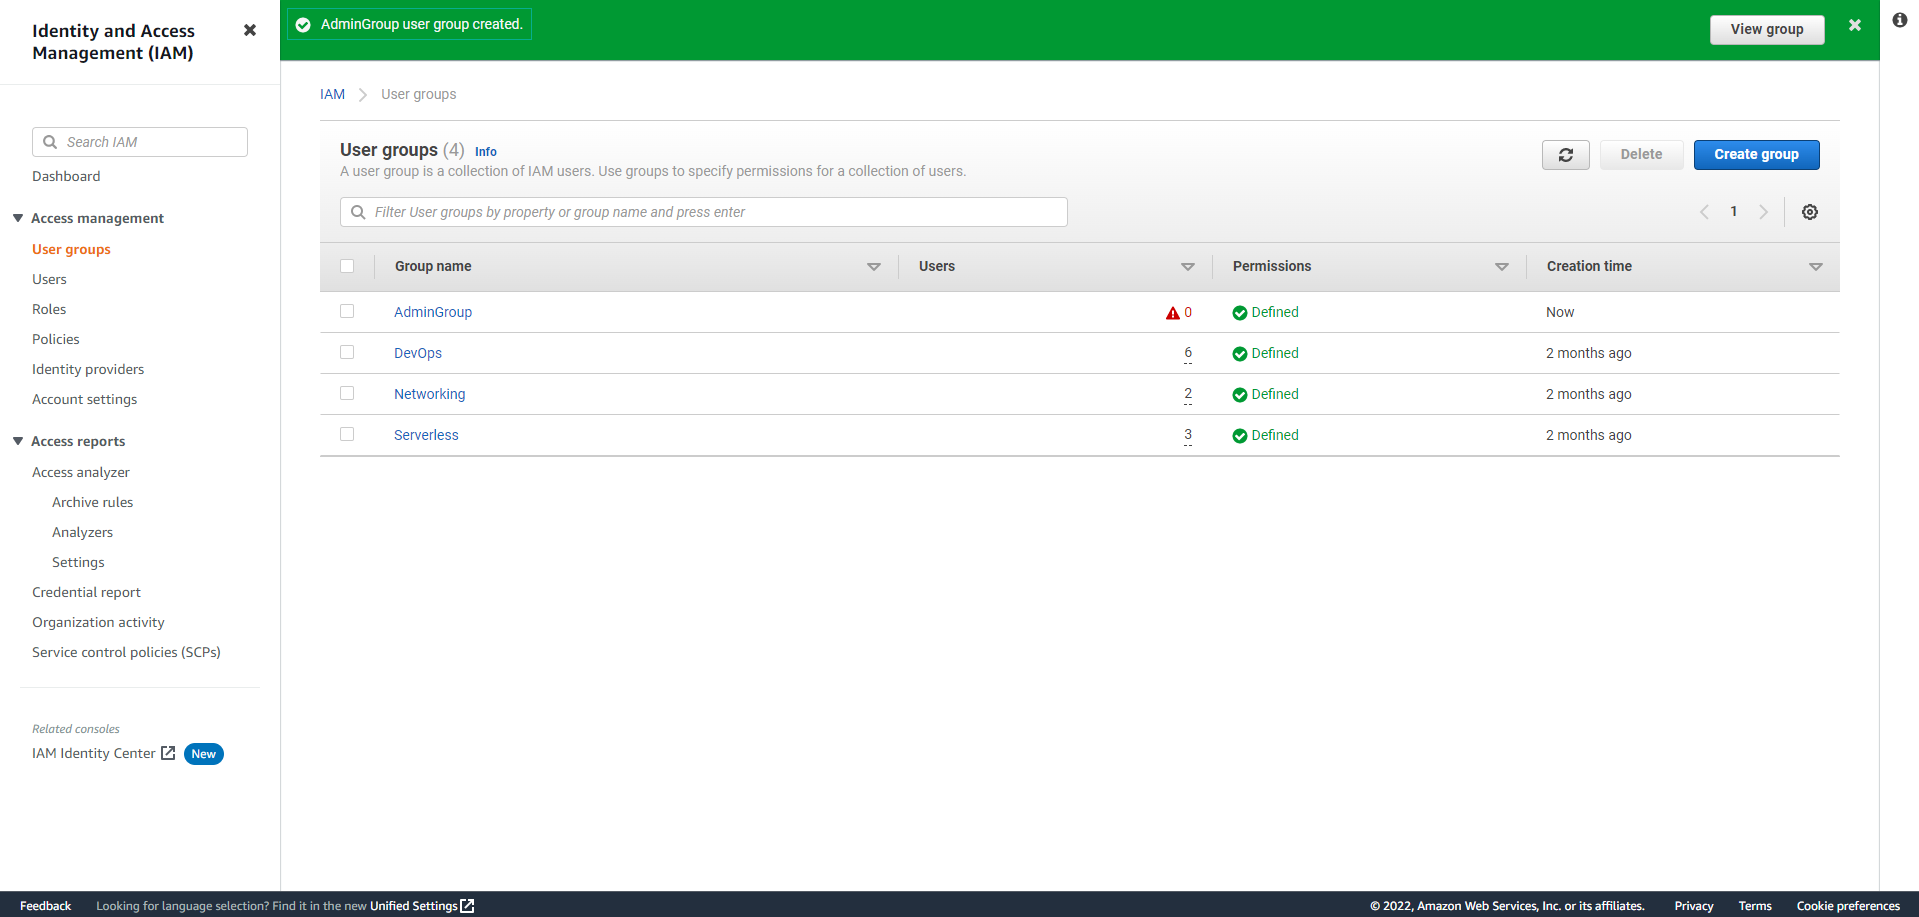 Identity and Access
Management (IAM)
Search IAM
Dashboard
Access management
User groups
Users
Roles
Policies
Identity providers
Account settings
Access reports
Access analyzer
Archive rules
Analyzers
Settings
Credential report
Organization activity
Service control policies (SCPs)
Related consoles
IAM Identity Center New
AdminGroup user group created.
View group
IAM User groups
User groups (4) Info
A user group is a collection of IAM users. Use groups to specify permissions for a collection of users.
Delete
Create group
Filter User groups by property or group name and press enter
1
Group name Users Permissions Creation time
AdminGroup 0 Defined Now
DevOps 6 Defined 2 months ago
Networking 2 Defined 2 months ago
Serverless 3 Defined 2 months ago
Feedback Looking for language selection? Find it in the new Unified Settings © 2022, Amazon Web Services, Inc. or its affiliates. Privacy Terms Cookie preferences